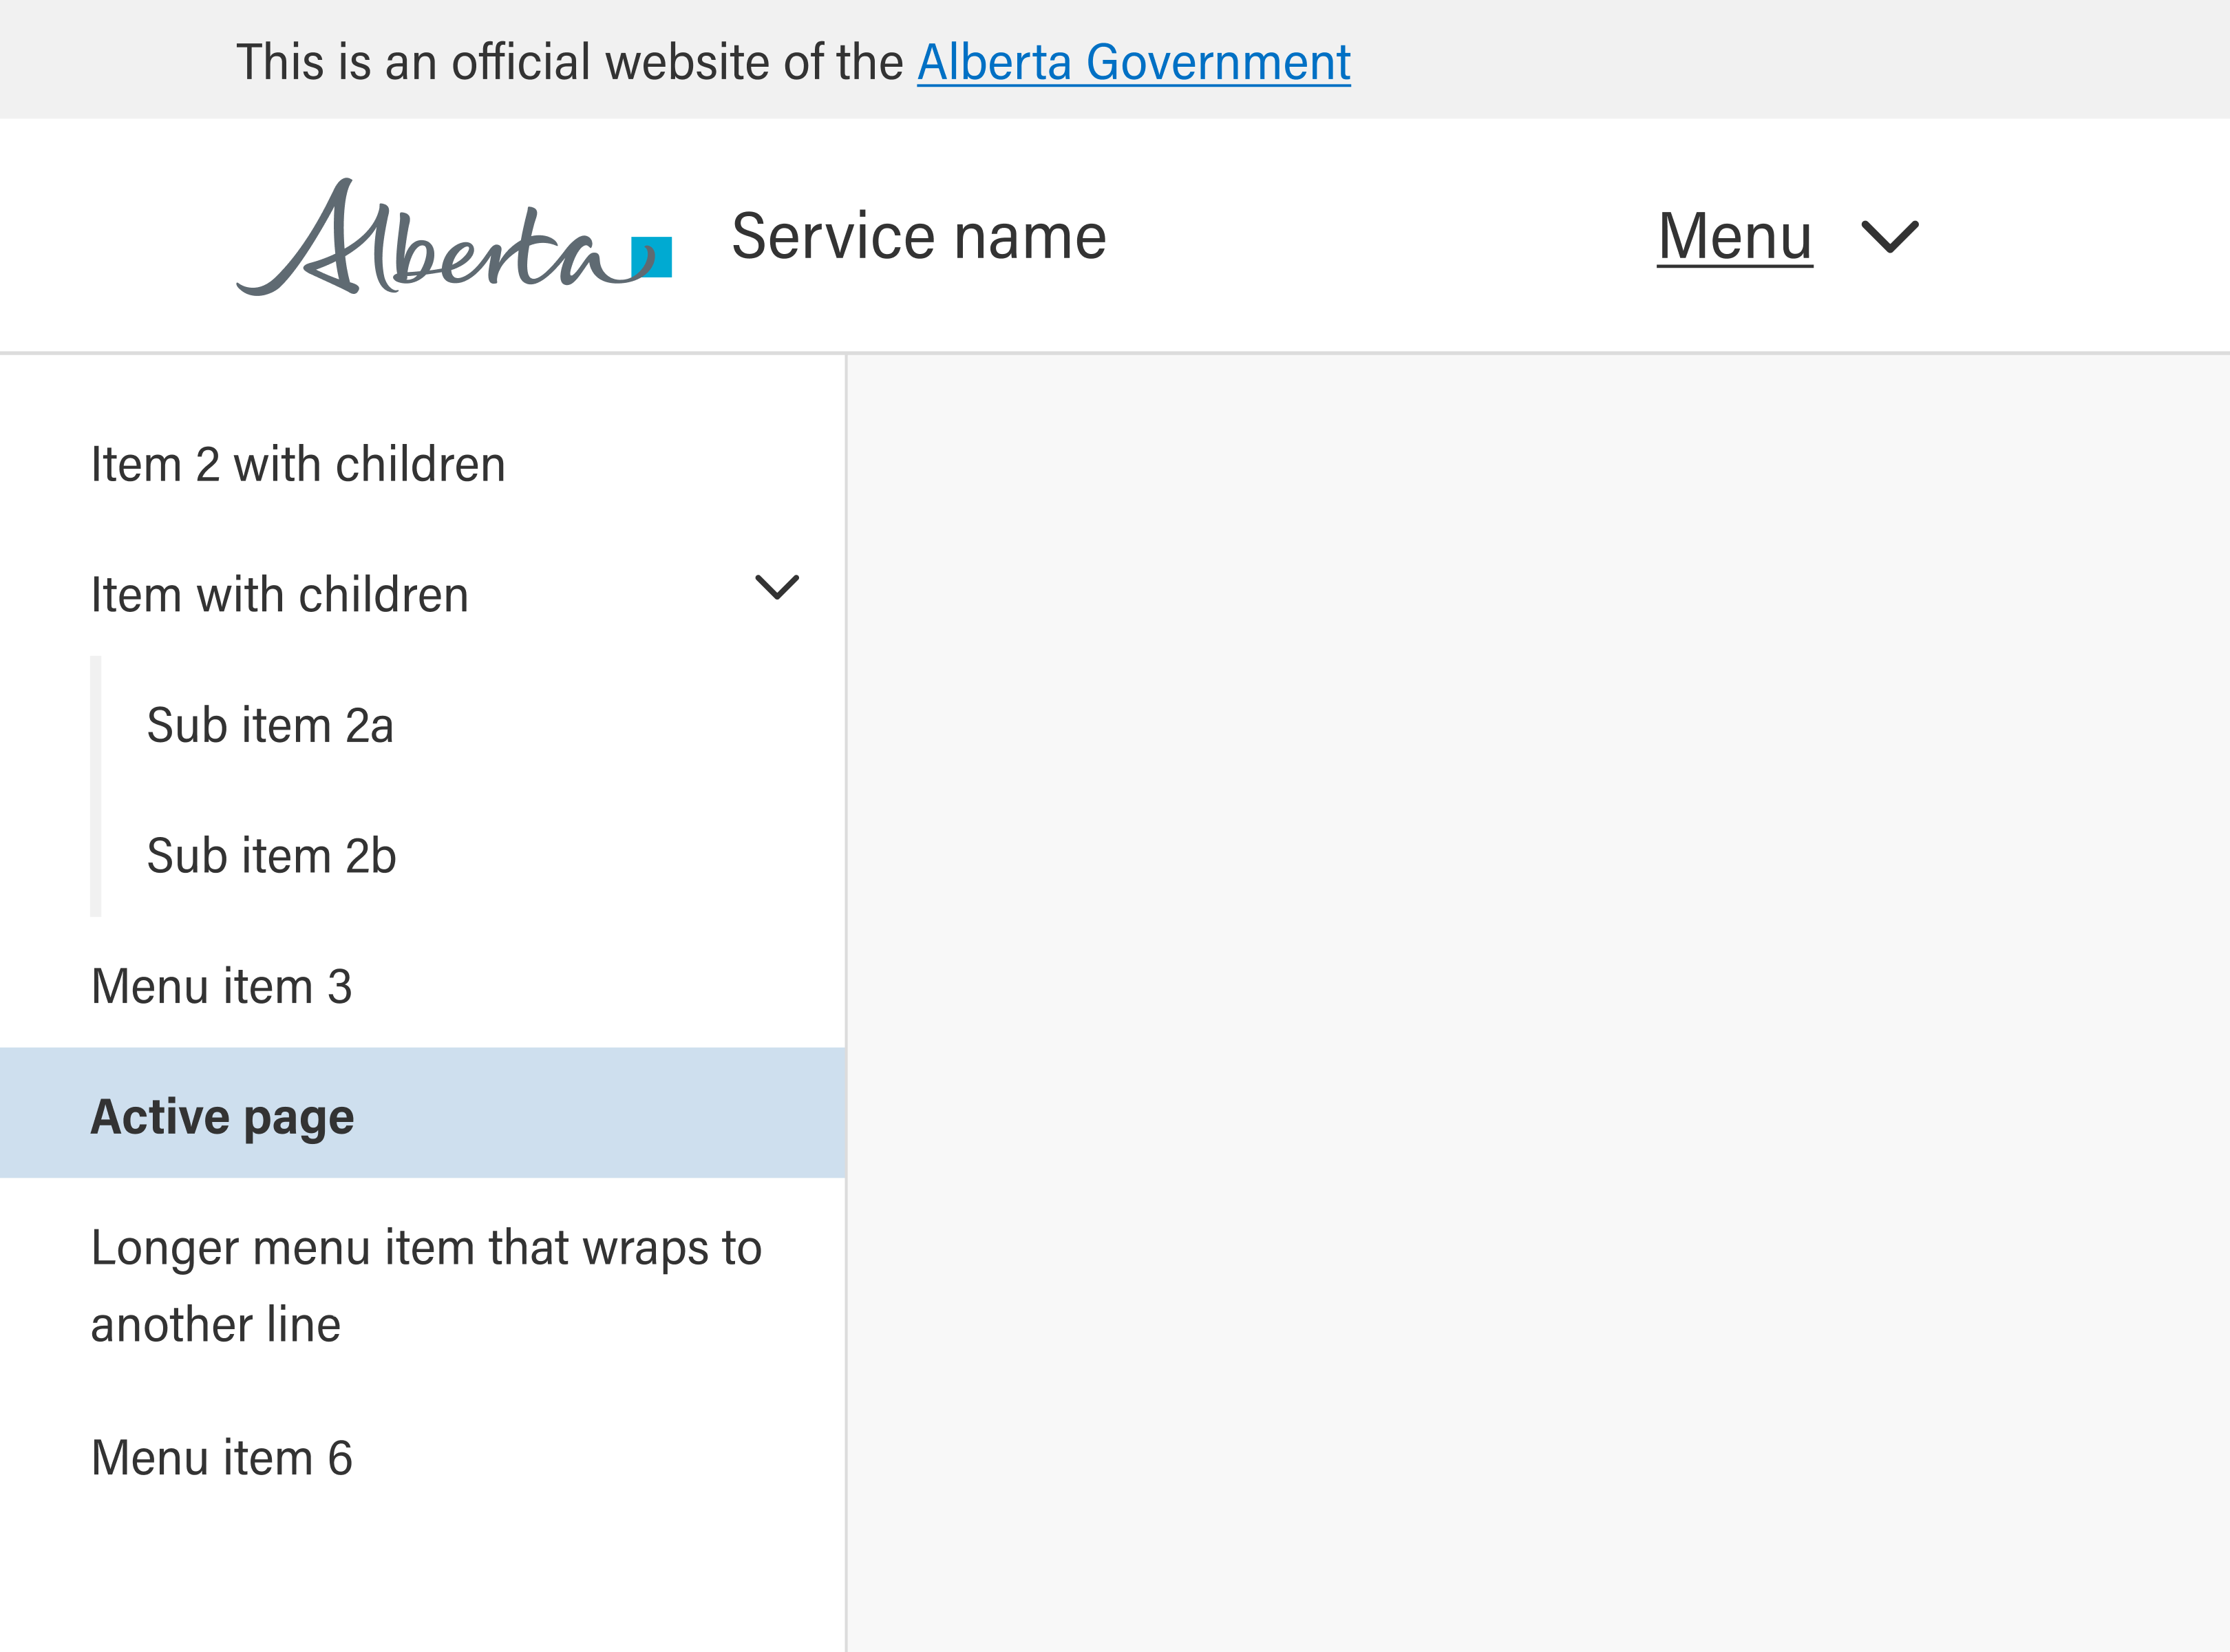 This is an official website of the Alberta Government
Alberta
Service name
Menu
Item 2 with children
Item with children
Sub item 2a
Sub item 2b
Menu item 3
Active page
Longer menu item that wraps to
another line
Menu item 6